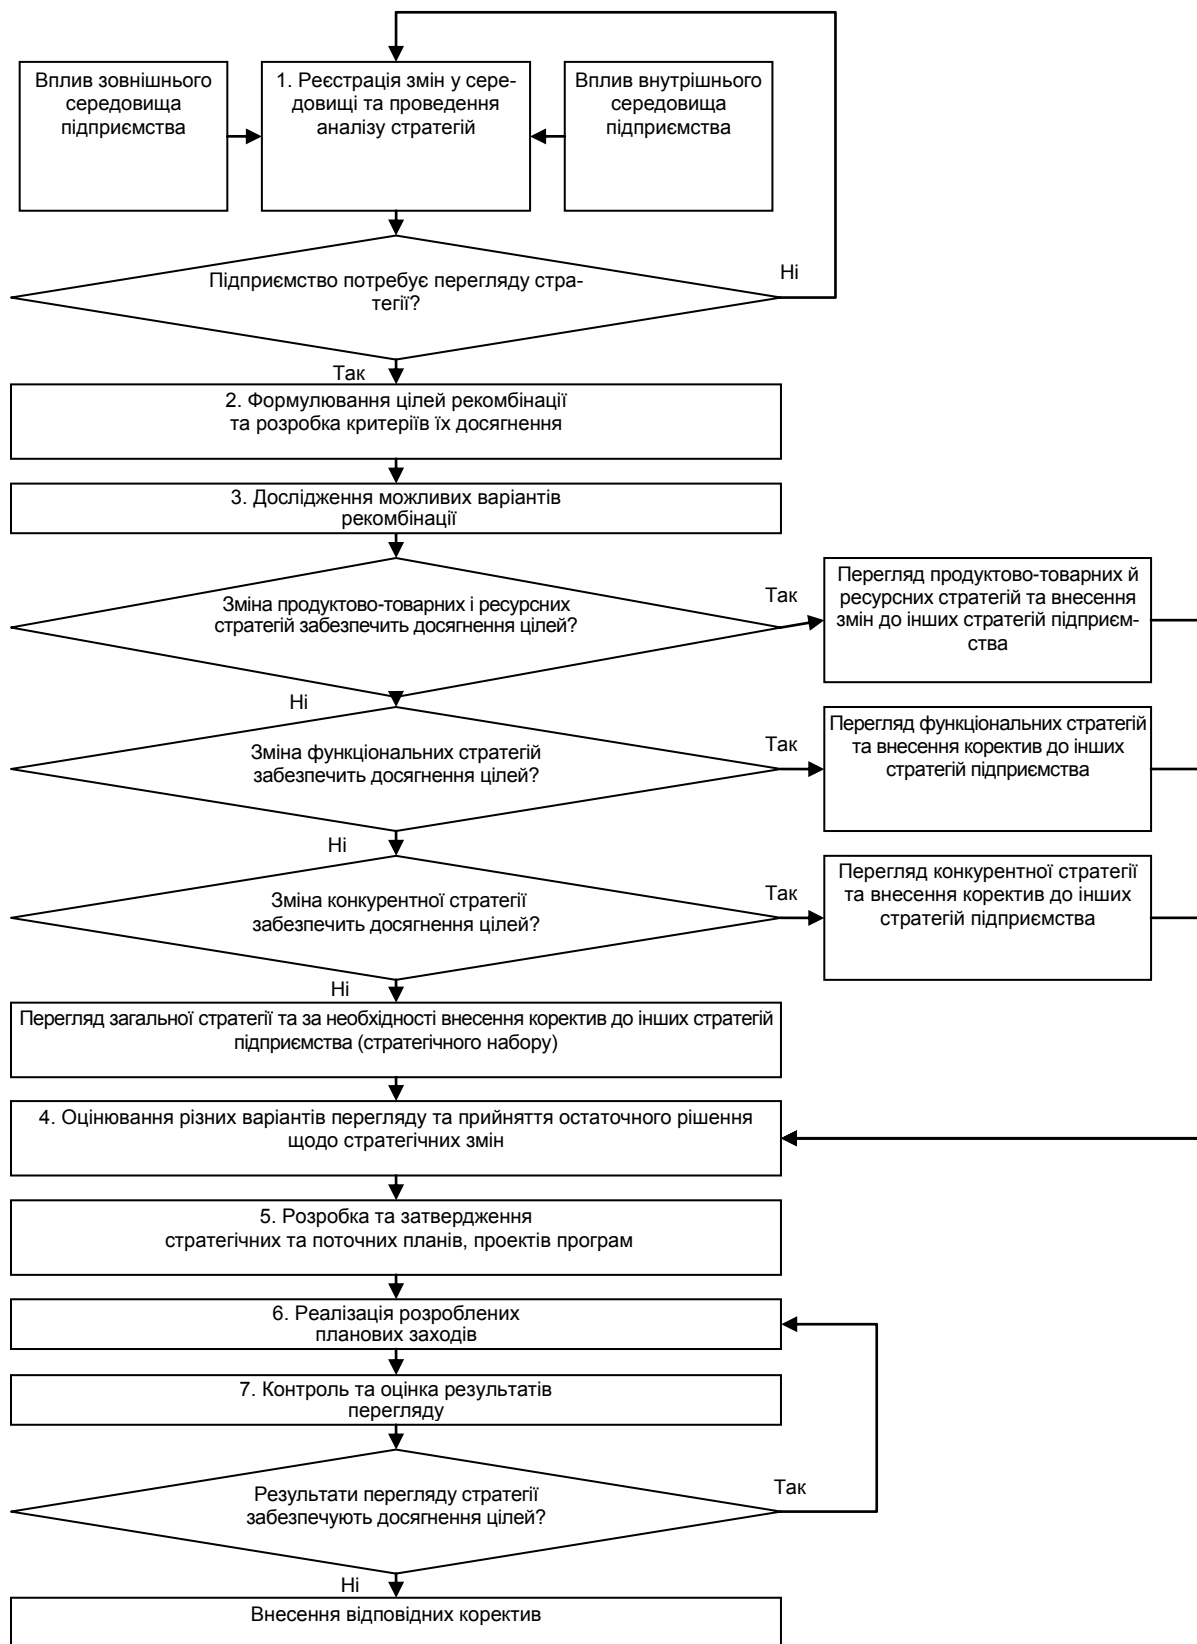 Вплив зовнішнього
середовища
підприємства
1. Реєстрація змін у сере-
довищі та проведення
аналізу стратегій
Вплив внутрішнього
середовища
підприємства
Підприємство потребує перегляду стра-
тегії?
Ні
Так
2. Формулювання цілей рекомбінації
та розробка критеріїв їх досягнення
3. Дослідження можливих варіантів
рекомбінації
Зміна продуктово-товарних і ресурсних
стратегій забезпечить досягнення цілей?
Так
Перегляд продуктово-товарних й
ресурсних стратегій та внесення
змін до інших стратегій підприєм-
ства
Ні
Зміна функціональних стратегій
забезпечить досягнення цілей?
Так
Перегляд функціональних стратегій
та внесення коректив до інших
стратегій підприємства
Ні
Зміна конкурентної стратегії
забезпечить досягнення цілей?
Так
Перегляд конкурентної стратегії
та внесення коректив до інших
стратегій підприємства
Ні
Перегляд загальної стратегії та за необхідності внесення коректив до інших стратегій
підприємства (стратегічного набору)
4. Оцінювання різних варіантів перегляду та прийняття остаточного рішення
щодо стратегічних змін
5. Розробка та затвердження
стратегічних та поточних планів, проектів програм
6. Реалізація розроблених
планових заходів
7. Контроль та оцінка результатів
перегляду
Результати перегляду стратегії
забезпечують досягнення цілей?
Так
Ні
Внесення відповідних коректив